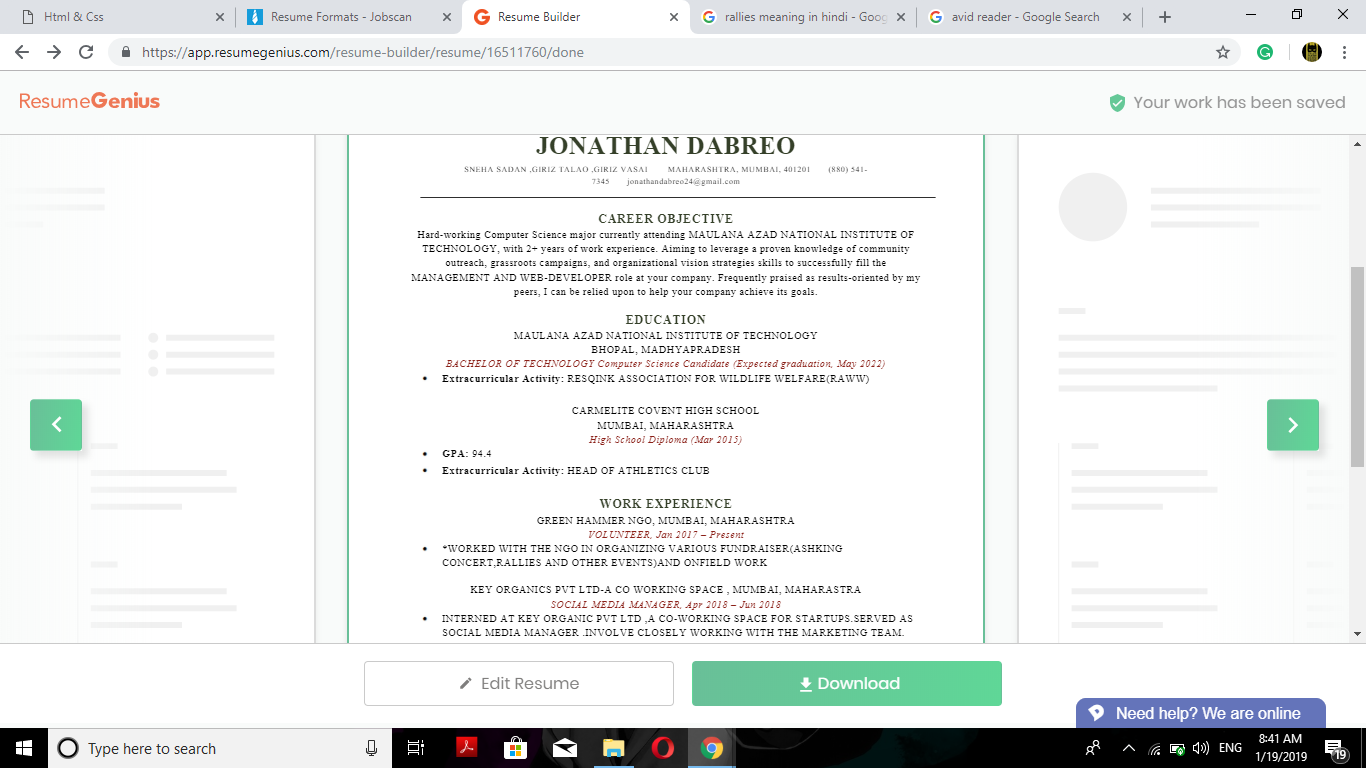 Html & Css
Resume Formats - Jobscan
Resume Builder
rallies meaning in hindi - Goog
avid reader - Google Search
https://app.resumegenius.com/resume-builder/resume/16511760/done
ResumeGenius
Your work has been saved
JONATHAN DABREO
SNEHA SADAN ,GIRIZ TALAO ,GIRIZ VASAI MAHARASHTRA, MUMBAI, 401201 (880) 541-
7345 jonathandabreo24@gmail.com
CAREER OBJECTIVE
Hard-working Computer Science major currently attending MAULANA AZAD NATIONAL INSTITUTE OF
TECHNOLOGY, with 2+ years of work experience. Aiming to leverage a proven knowledge of community
outreach, grassroots campaigns, and organizational vision strategies skills to successfully fill the
MANAGEMENT AND WEB-DEVELOPER role at your company. Frequently praised as results-oriented by my
peers, I can be relied upon to help your company achieve its goals.
EDUCATION
MAULANA AZAD NATIONAL INSTITUTE OF TECHNOLOGY
BHOPAL, MADHYAPRADESH
BACHELOR OF TECHNOLOGY Computer Science Candidate (Expected graduation, May 2022)
• Extracurricular Activity: RESQINK ASSOCIATION FOR WILDLIFE WELFARE(RAWW)
CARMELITE COVENT HIGH SCHOOL
MUMBAI, MAHARASHTRA
High School Diploma (Mar 2015)
• GPA: 94.4
• Extracurricular Activity: HEAD OF ATHLETICS CLUB
WORK EXPERIENCE
GREEN HAMMER NGO, MUMBAI, MAHARASHTRA
VOLUNTEER, Jan 2017 – Present
• *WORKED WITH THE NGO IN ORGANIZING VARIOUS FUNDRAISER(ASHKING
CONCERT,RALLIES AND OTHER EVENTS)AND ONFIELD WORK
KEY ORGANICS PVT LTD-A CO WORKING SPACE , MUMBAI, MAHARASTRA
SOCIAL MEDIA MANAGER, Apr 2018 – Jun 2018
• INTERNED AT KEY ORGANIC PVT LTD ,A CO-WORKING SPACE FOR STARTUPS.SERVED AS
SOCIAL MEDIA MANAGER .INVOLVE CLOSELY WORKING WITH THE MARKETING TEAM.
Edit Resume
Download
Need help? We are online
Type here to search
ENG
8:41 AM
1/19/2019
19